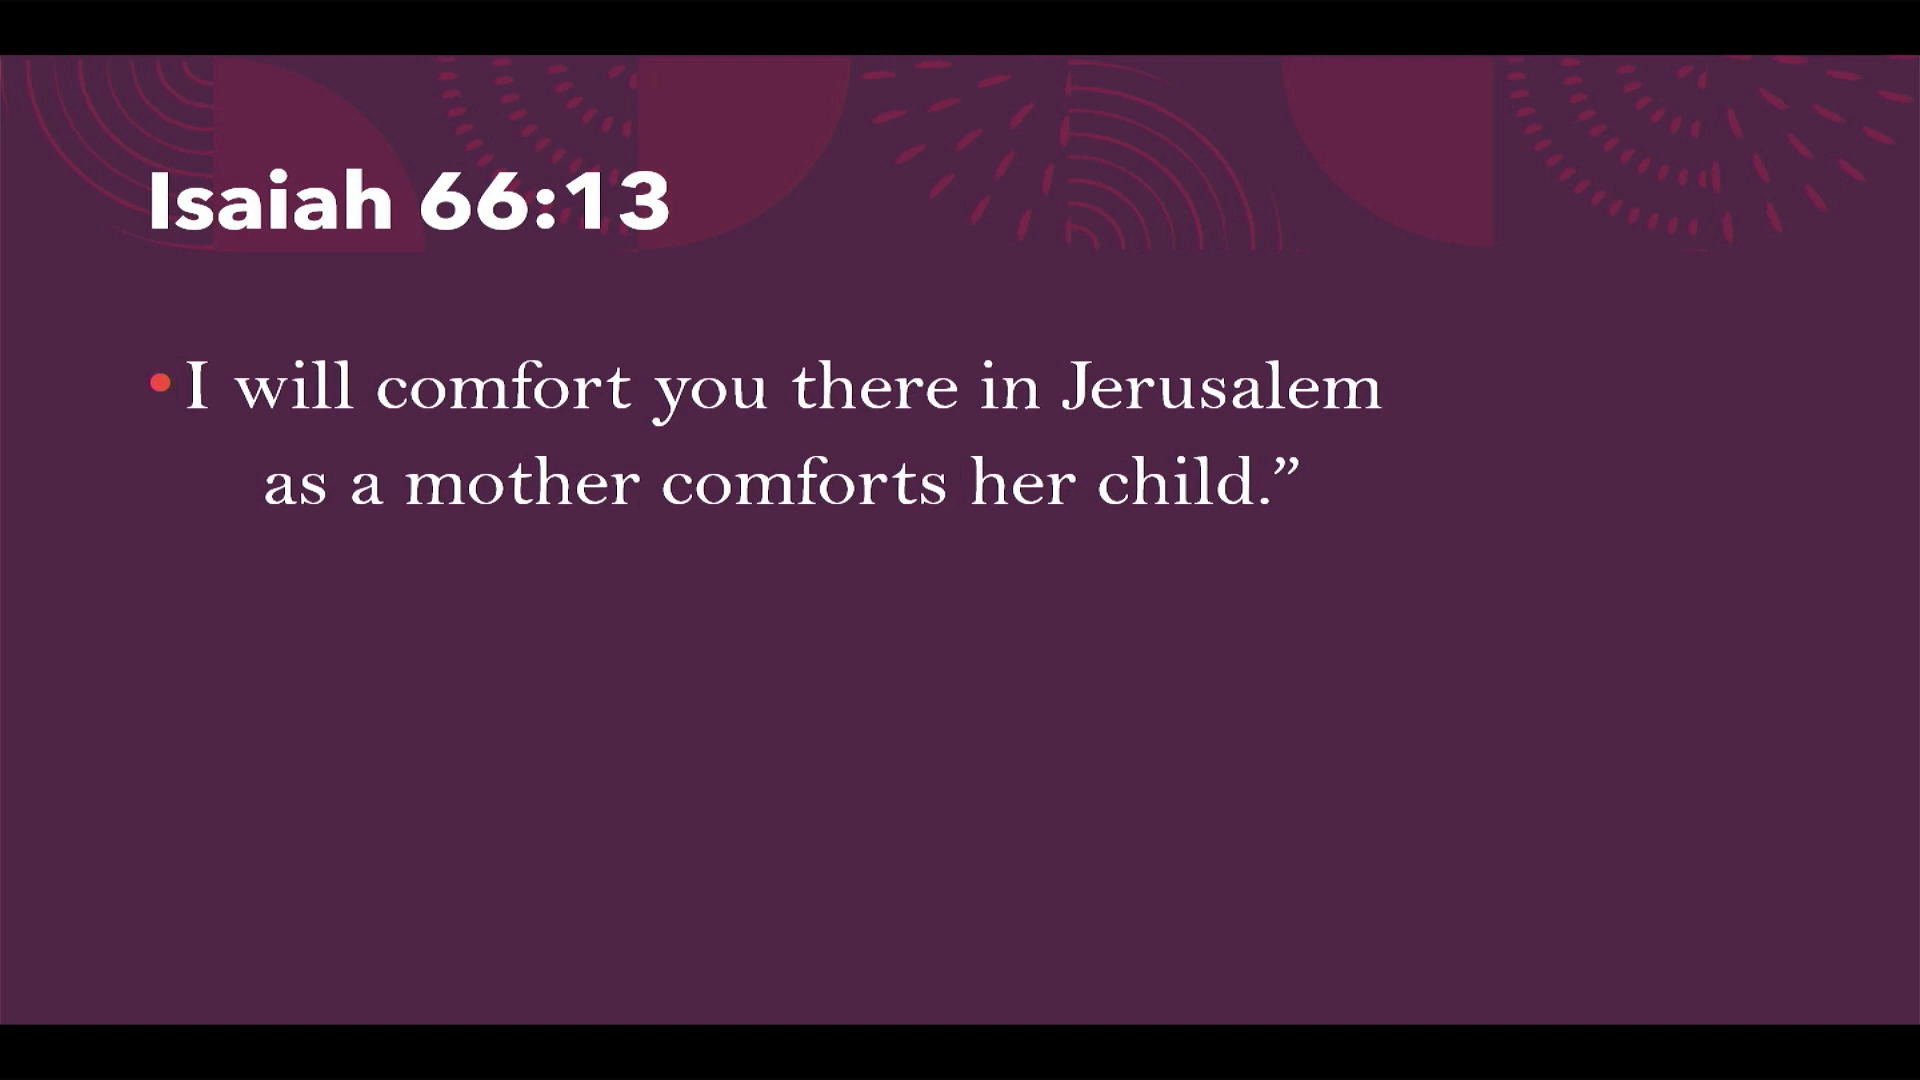 Isaiah 66:13
• I will comfort you there in Jerusalem
as a mother comforts her child.”